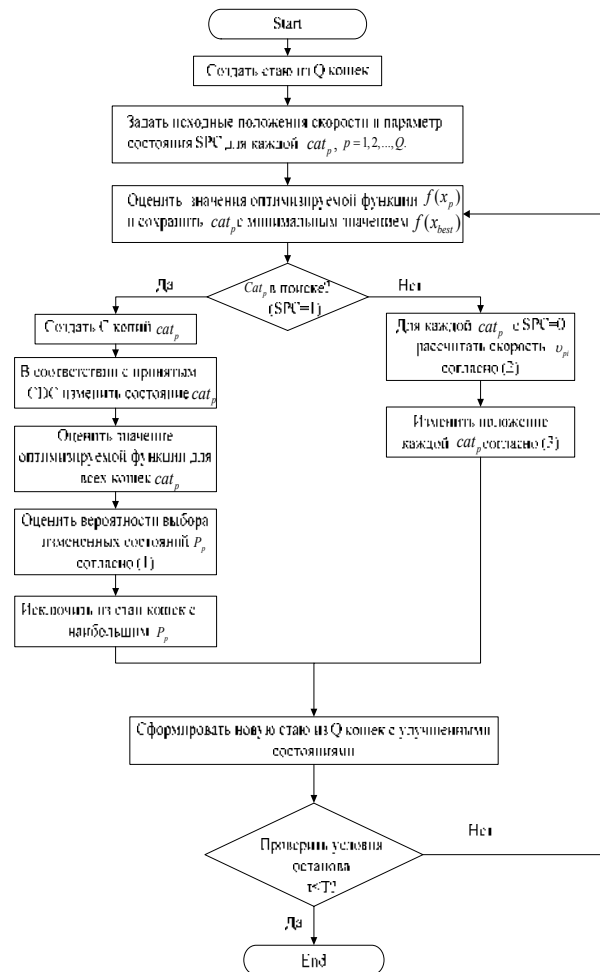 Start
Создать стаю из Q кошек
Задать исходные положения скорости и параметр
состояния SPC для каждой cat_p, p=1,2,...,Q.
Оценить значения оптимизируемой функции f(x_p)
и сохранить cat_p с минимальным значением f(x_best)
Cat_p в поиске?
(SPC=1)
Да
Нет
Создать C копий cat_p
В соответствии с принятым
CDC изменить состояние cat_p
Оценить значение
оптимизируемой функции для
всех кошек cat_p
Оценить вероятности выбора
измененных состояний P_p
согласно (1)
Исключить из стаи кошек с
наибольшим P_p
Для каждой cat_p с SPC=0
рассчитать скорость υ_pi
согласно (2)
Изменить положение
каждой cat_p согласно (3)
Сформировать новую стаю из Q кошек с улучшенными
состояниями
Проверить условия
останова
t<T?
Нет
Да
End